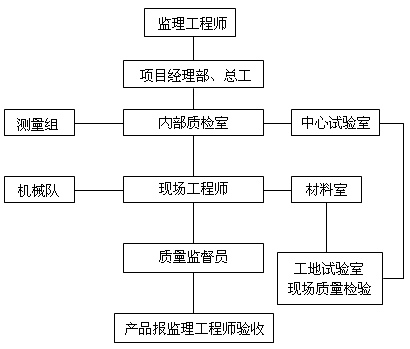 监理工程师
项目经理部、总工
测量组
内部质检室
中心试验室
机械队
现场工程师
材料室
质量监督员
工地试验室
现场质量检验
产品报监理工程师验收